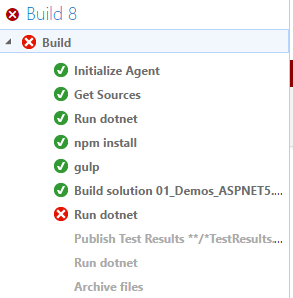 Build 8
Build
Initialize Agent
Get Sources
Run dotnet
npm install
gulp
Build solution 01_Demos_ASPNET5....
Run dotnet
Publish Test Results **/*TestResults....
Run dotnet
Archive files